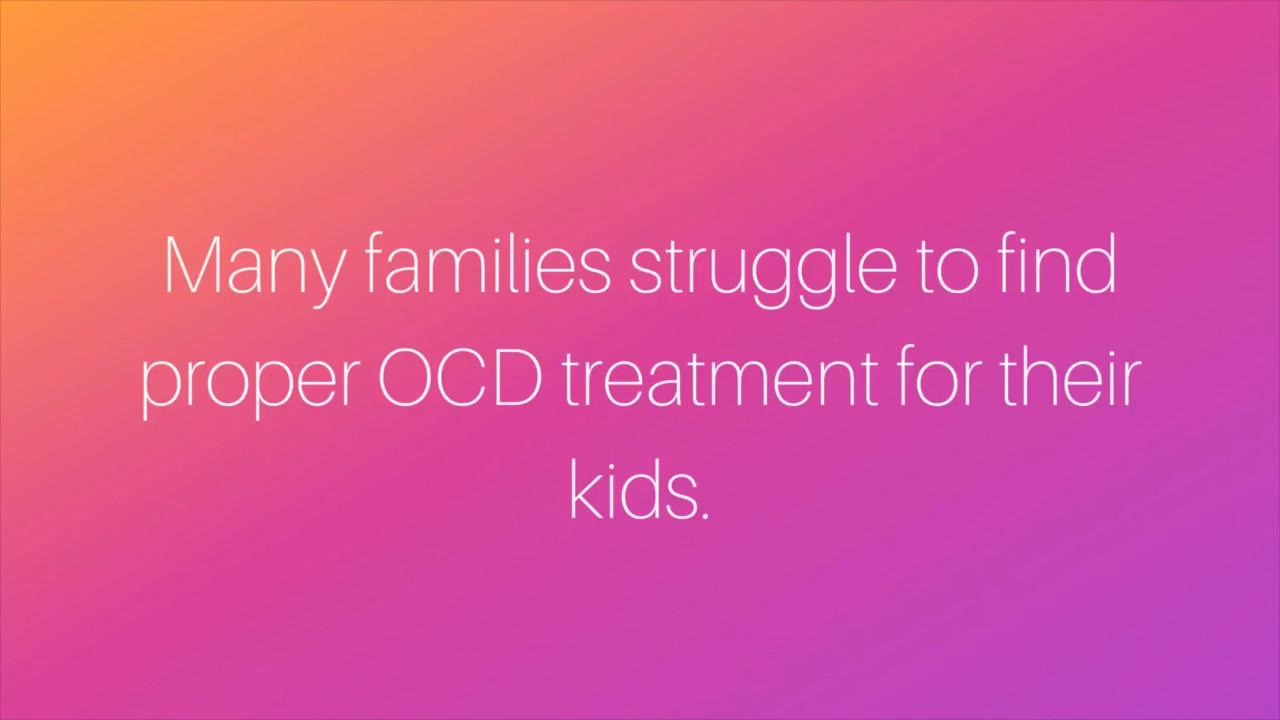 Many families struggle to find
proper OCD treatment for their
kids.